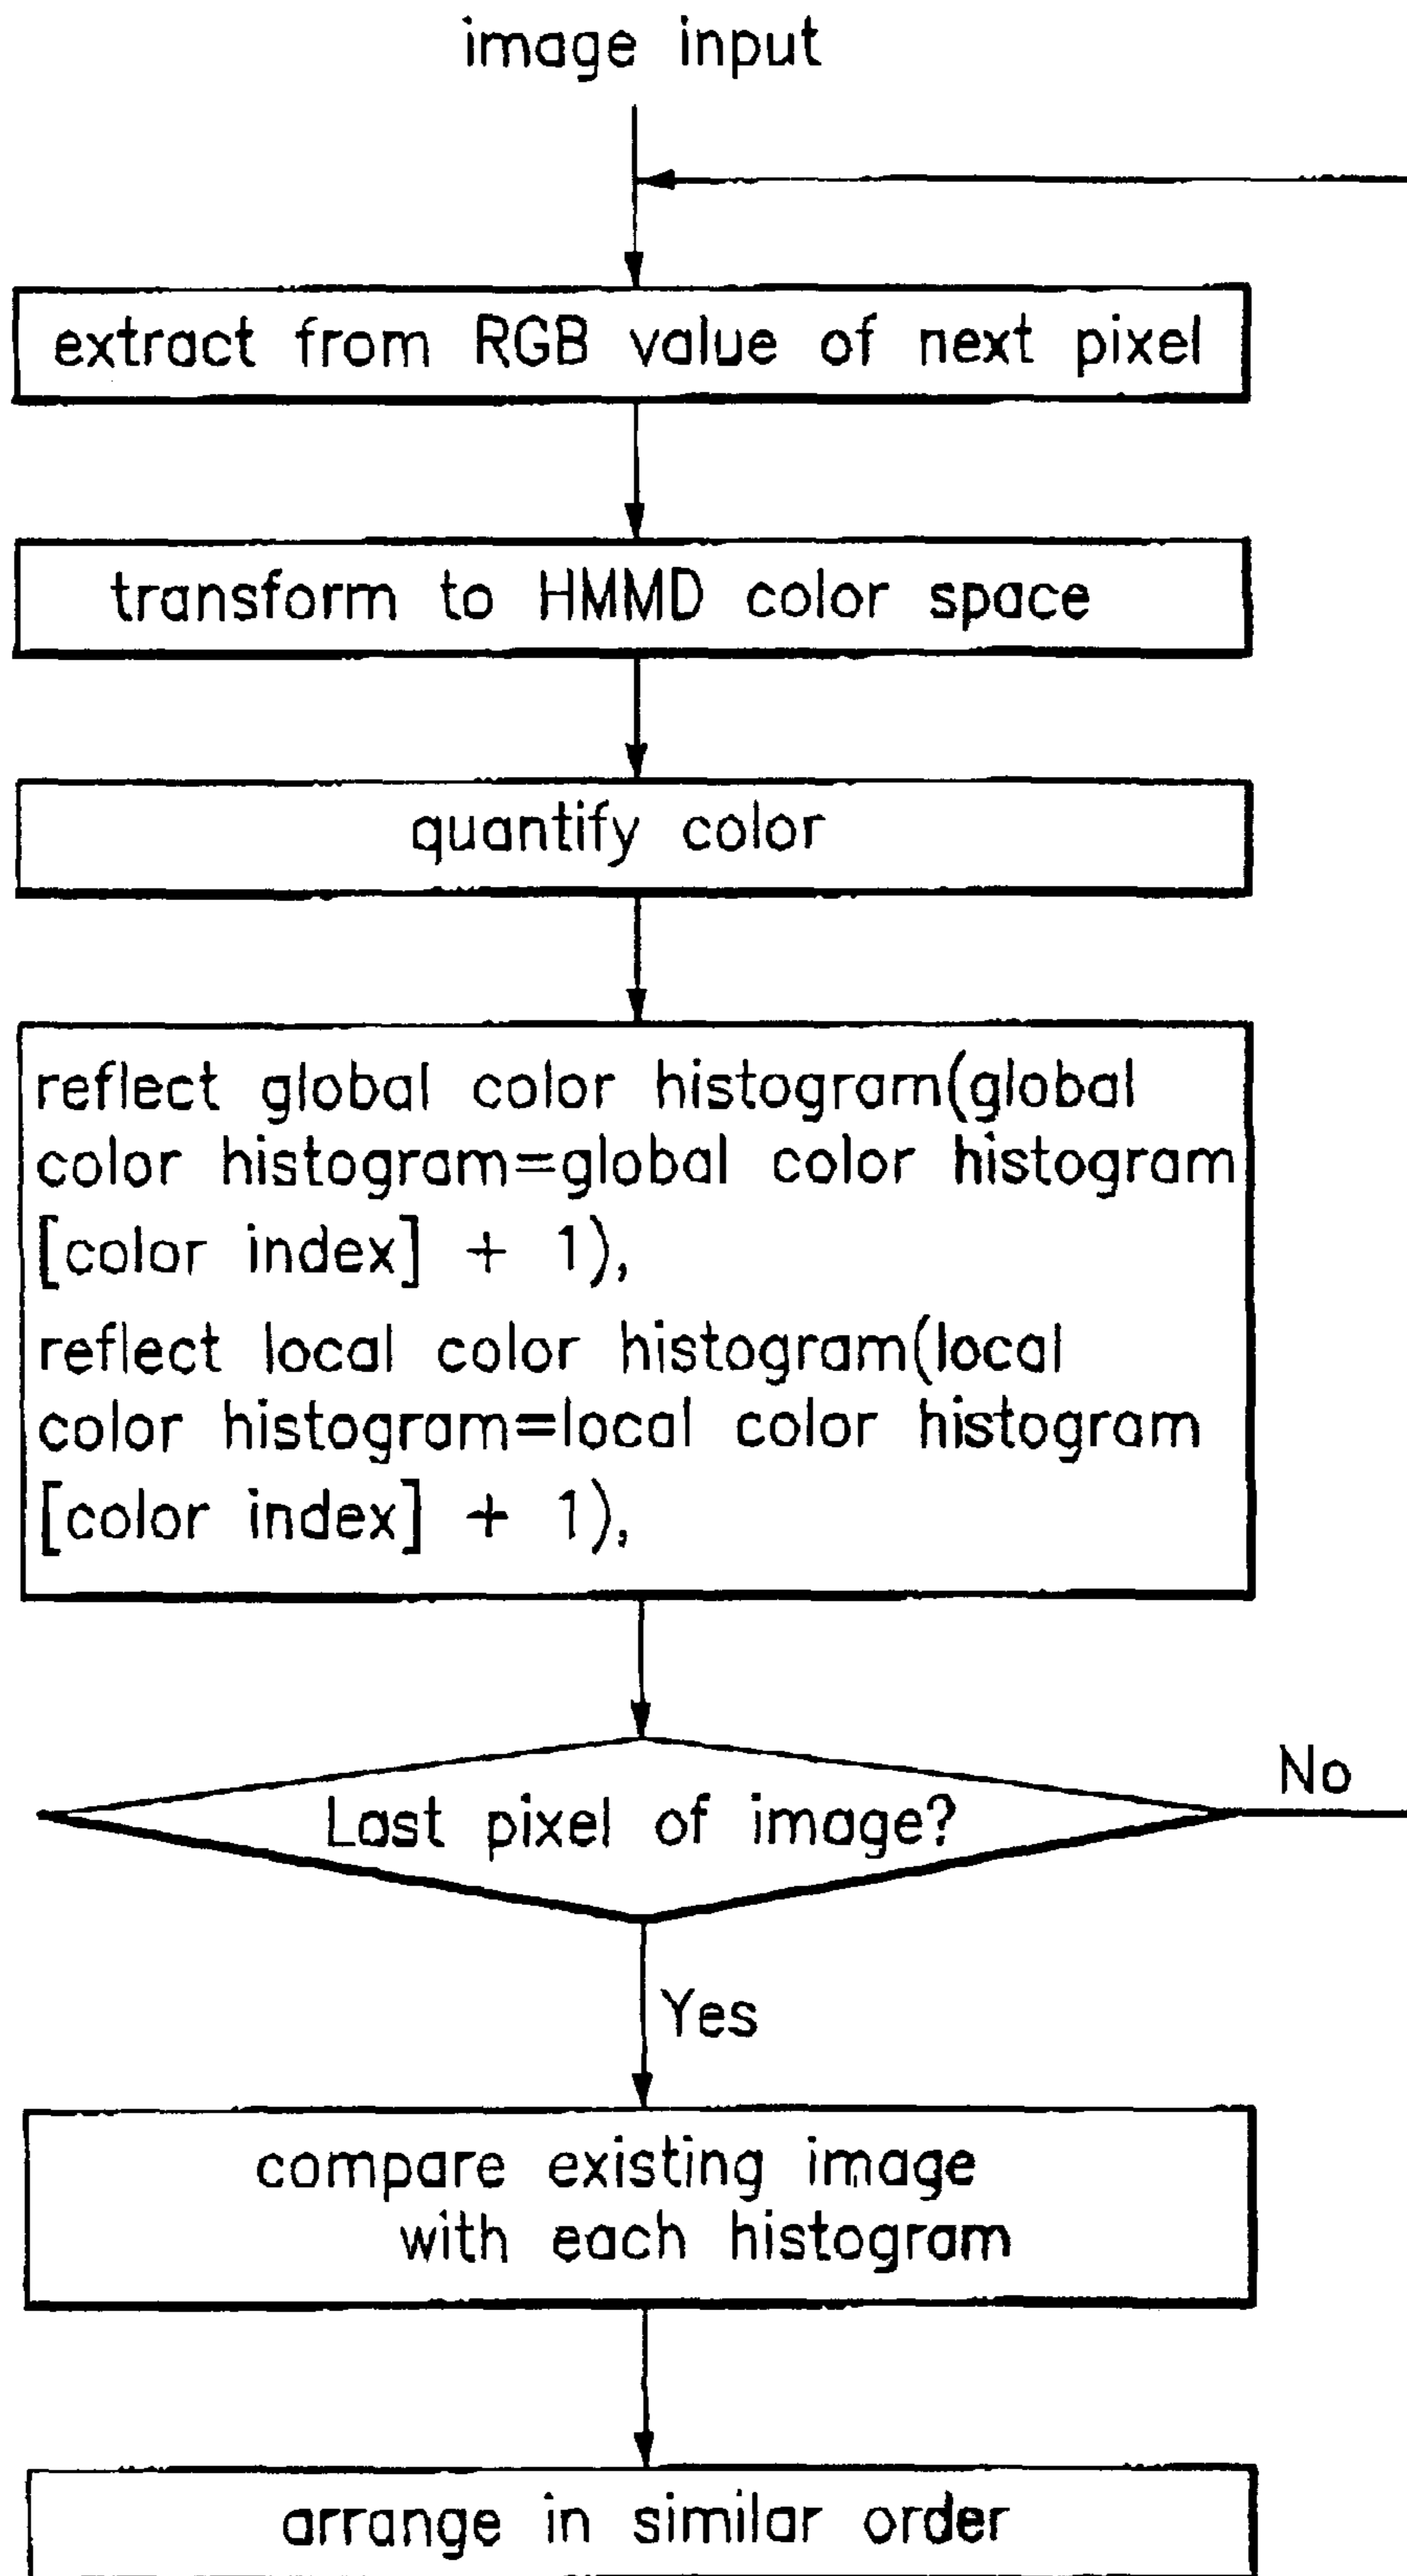 image input
extract from RGB value of next pixel
transform to HMMD color space
quantify color
reflect global color histogram(global
color histogram=global color histogram
[color index] + 1),
reflect local color histogram(local
color histogram=local color histogram
[color index] + 1),
Last pixel of image?
No
Yes
compare existing image
with each histogram
arrange in similar order